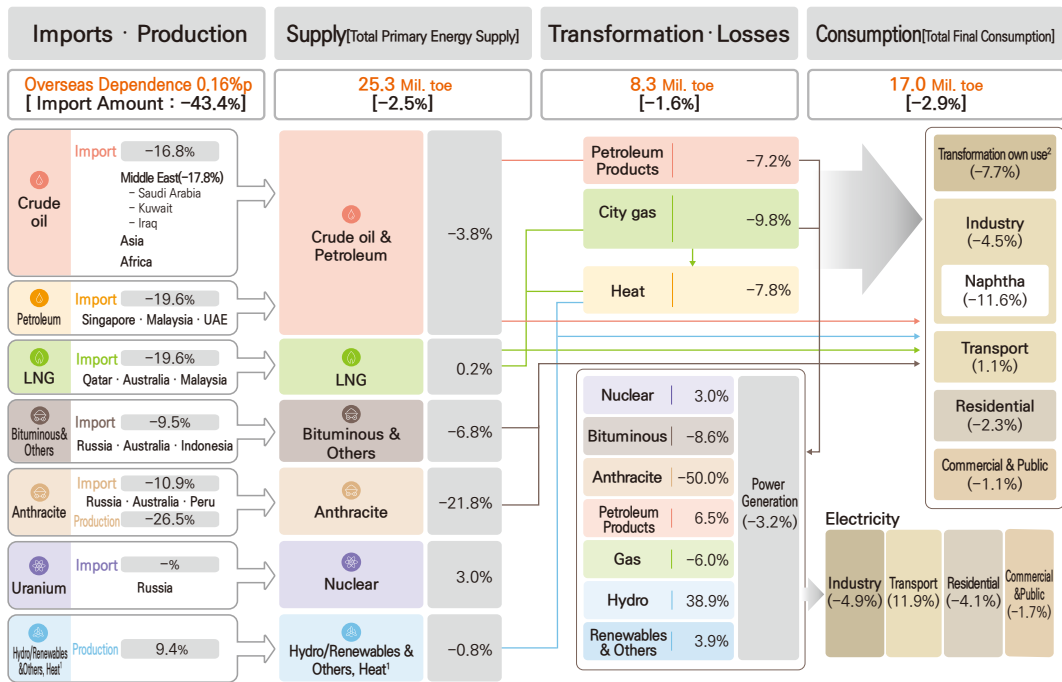 Imports · Production
Supply[Total Primary Energy Supply]
Transformation · Losses
Consumption[Total Final Consumption]
Overseas Dependence 0.16%p
[ Import Amount : -43.4%]
25.3 Mil. toe
[-2.5%]
8.3 Mil. toe
[-1.6%]
17.0 Mil. toe
[-2.9%]
Crude
oil
Import -16.8%
Middle East(-17.8%)
- Saudi Arabia
- Kuwait
- Iraq
Asia
Africa
Petroleum
Import -19.6%
Singapore · Malaysia · UAE
LNG
Import -19.6%
Qatar · Australia · Malaysia
Bituminous&
Others
Import -9.5%
Russia · Australia · Indonesia
Anthracite
Import -10.9%
Russia · Australia · Peru
Production -26.5%
Uranium
Import -%
Russia
Hydro/Renewables
&Others, Heat¹
Production 9.4%
Crude oil &
Petroleum
-3.8%
LNG
0.2%
Bituminous &
Others
-6.8%
Anthracite
-21.8%
Nuclear
3.0%
Hydro/Renewables &
Others, Heat¹
-0.8%
Petroleum
Products
-7.2%
City gas
-9.8%
Heat
-7.8%
Nuclear 3.0%
Bituminous -8.6%
Anthracite -50.0%
Petroleum
Products
6.5%
Gas -6.0%
Hydro 38.9%
Renewables
& Others
3.9%
Power
Generation
(-3.2%)
Transformation own use²
(-7.7%)
Industry
(-4.5%)
Naphtha
(-11.6%)
Transport
(1.1%)
Residential
(-2.3%)
Commercial & Public
(-1.1%)
Electricity
Industry
(-4.9%)
Transport
(11.9%)
Residential
(-4.1%)
Commercial
&Public
(-1.7%)